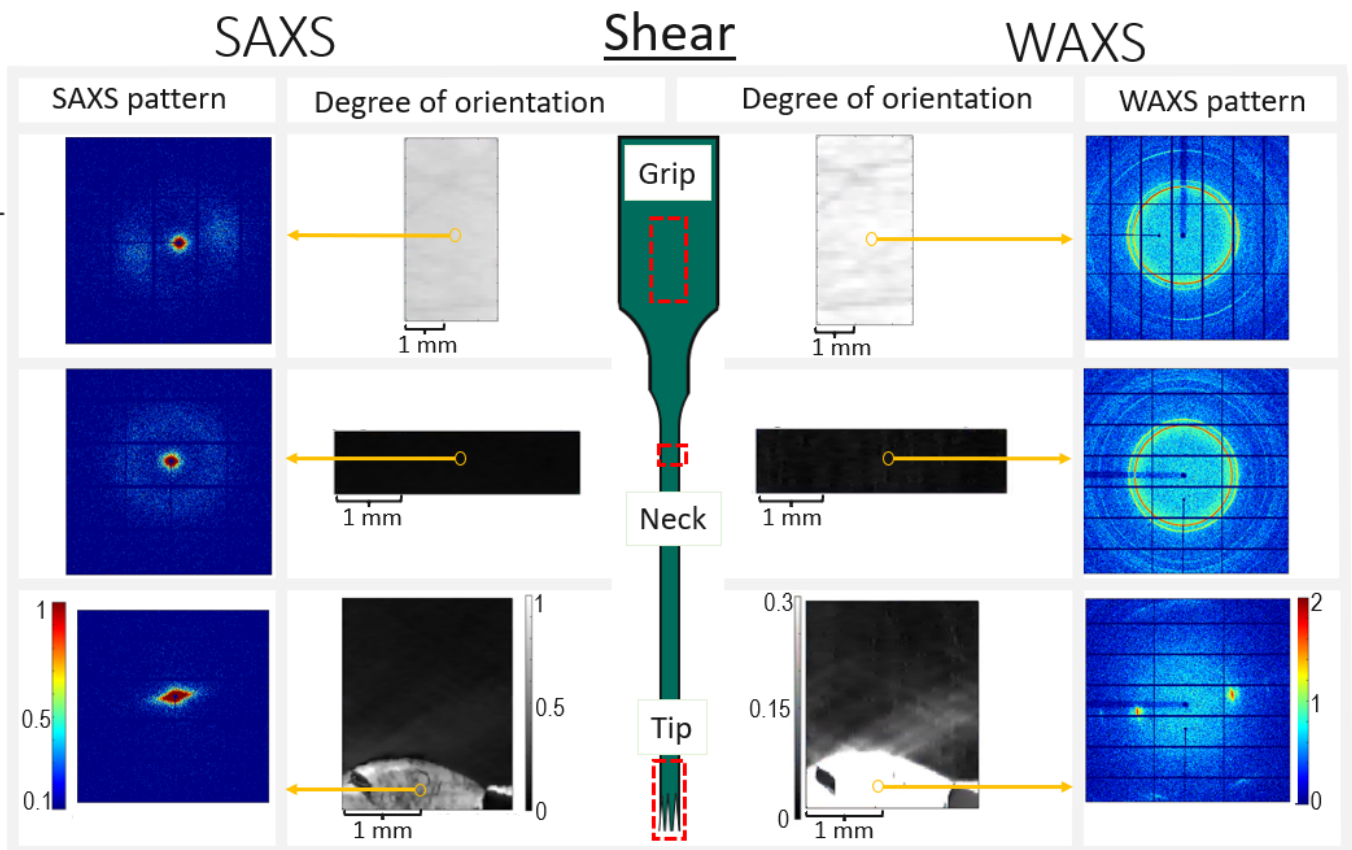 SAXS
Shear
WAXS
SAXS pattern
Degree of orientation
Degree of orientation
WAXS pattern
Grip
1 mm
1 mm
1 mm
Neck
1 mm
1
0.5
0.1
1
0.5
0
1 mm
Tip
0.3
0.15
0
1 mm
2
1
0